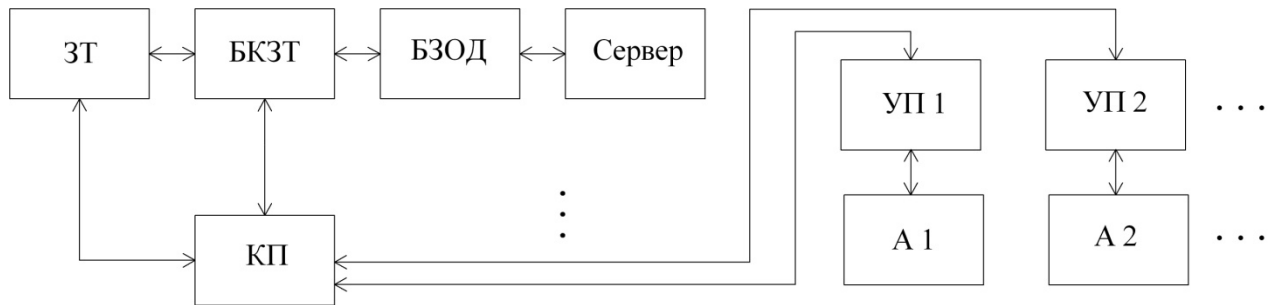 ЗТ
БКЗТ
БЗОД
Сервер
УП 1
УП 2
. . .
КП
А 1
А 2
. . .